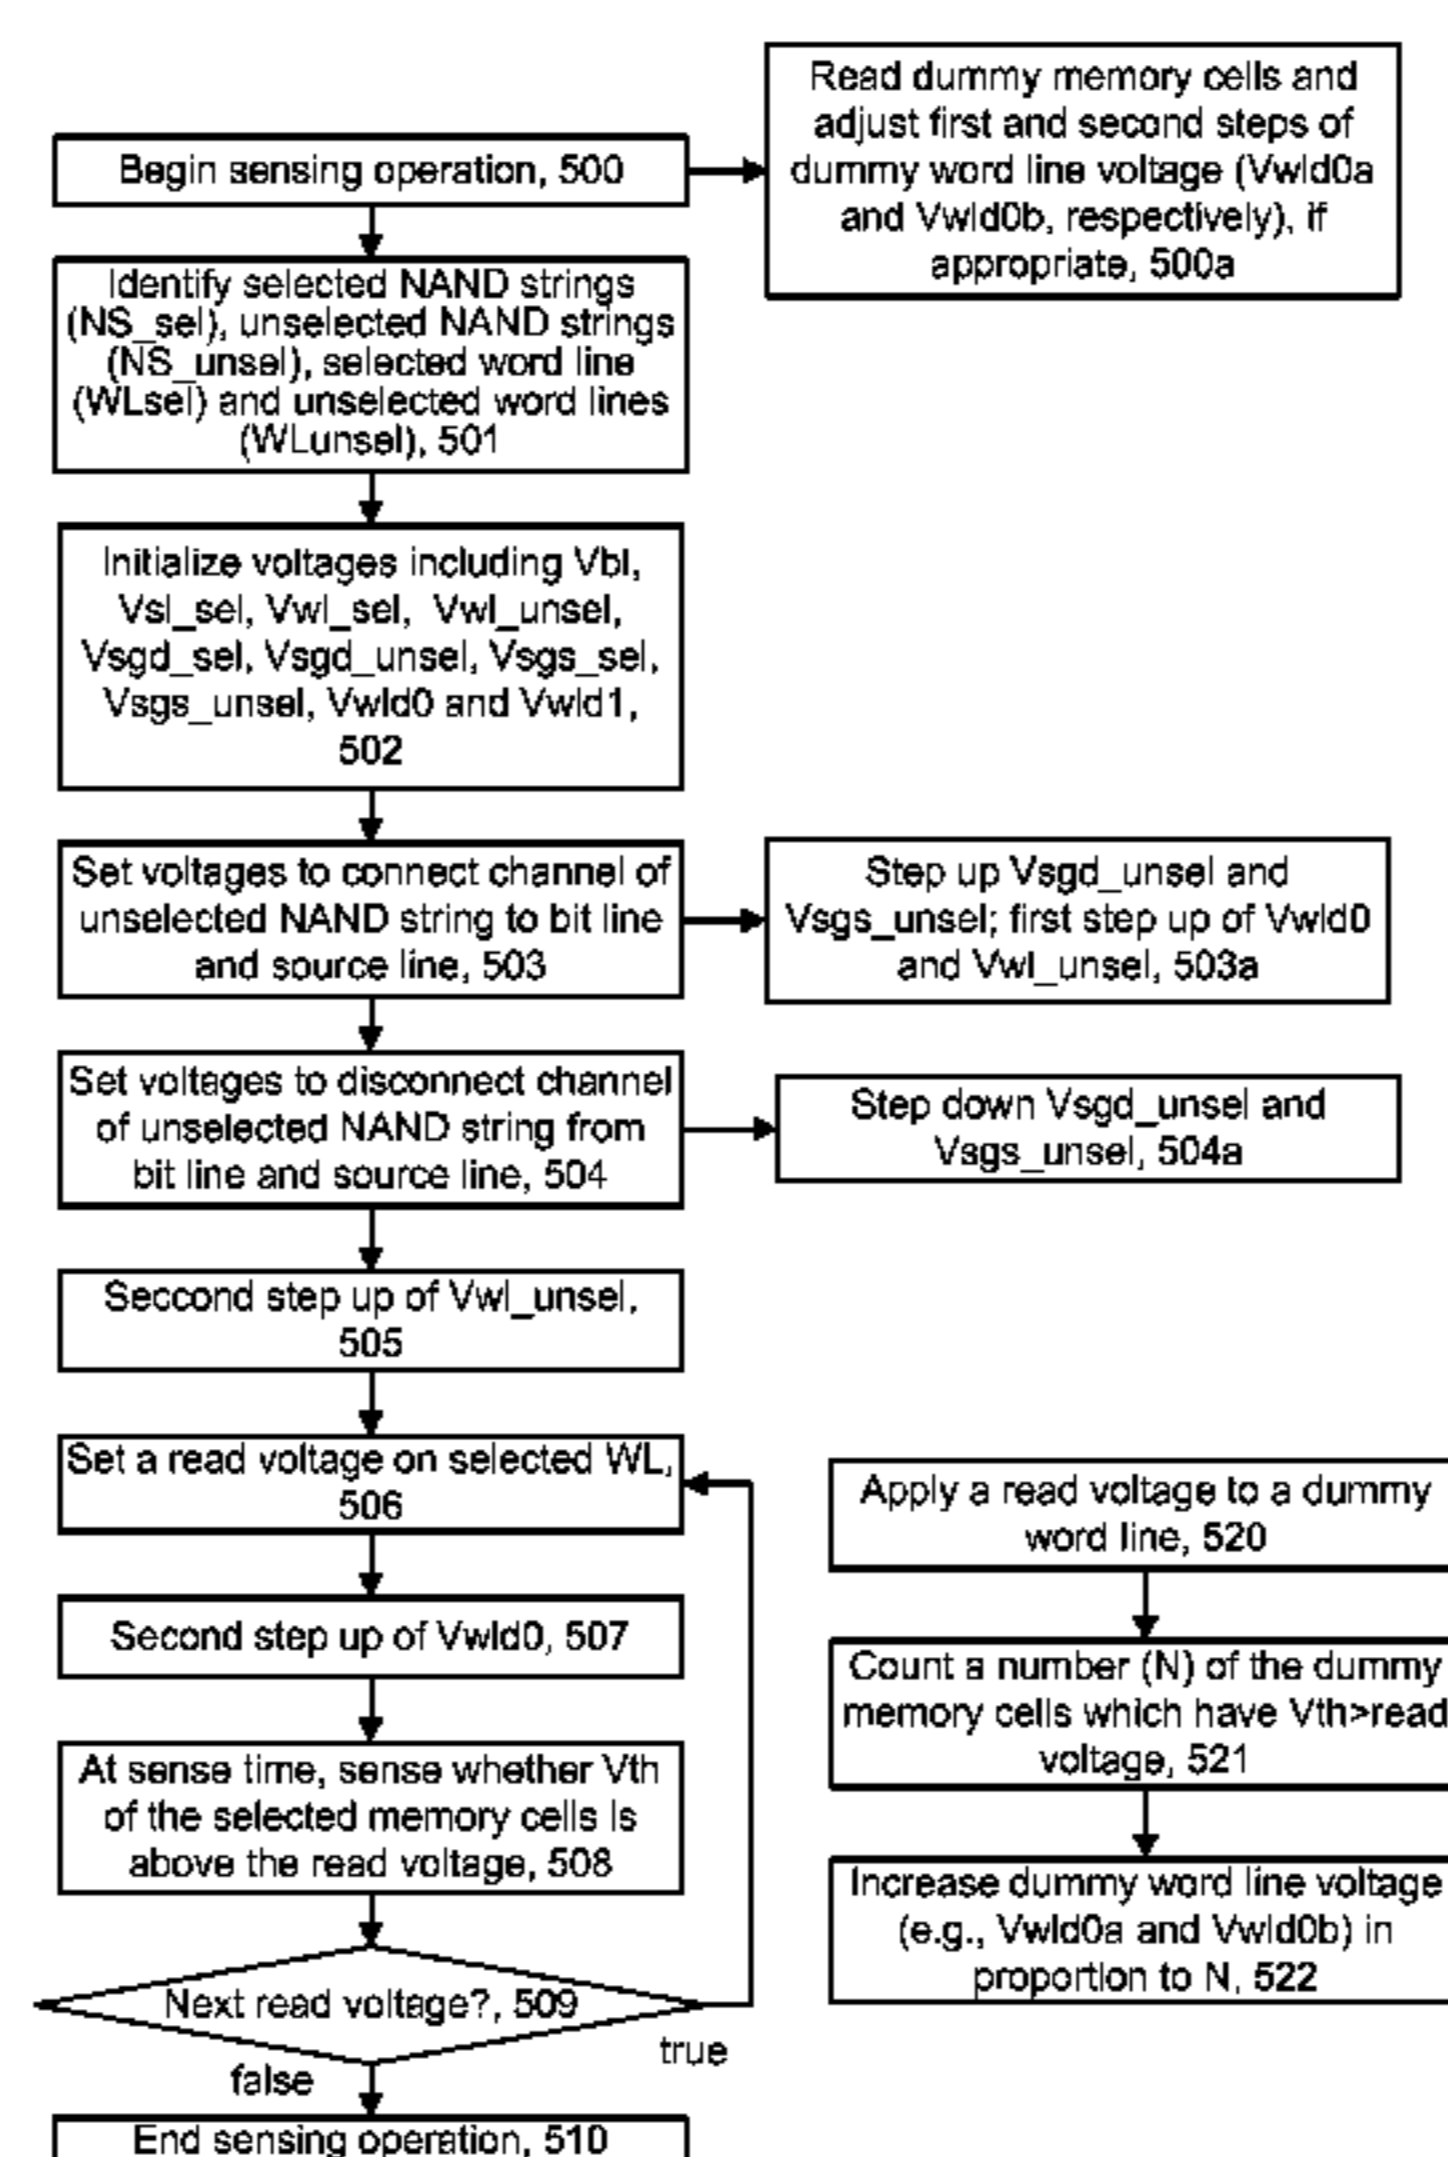 Begin sensing operation, 500
Read dummy memory cells and
adjust first and second steps of
dummy word line voltage (Vwld0a
and Vwld0b, respectively), if
appropriate, 500a
Identify selected NAND strings
(NS_sel), unselected NAND strings
(NS_unsel), selected word line
(WLsel) and unselected word lines
(WLunsel), 501
Initialize voltages including Vbl,
Vsl_sel, Vwl_sel, Vwl_unsel,
Vsgd_sel, Vsgd_unsel, Vsgs_sel,
Vsgs_unsel, Vwld0 and Vwld1,
502
Set voltages to connect channel of
unselected NAND string to bit line
and source line, 503
Step up Vsgd_unsel and
Vsgs_unsel; first step up of Vwld0
and Vwl_unsel, 503a
Set voltages to disconnect channel
of unselected NAND string from
bit line and source line, 504
Step down Vsgd_unsel and
Vsgs_unsel, 504a
Seccond step up of Vwl_unsel,
505
Set a read voltage on selected WL,
506
Second step up of Vwld0, 507
At sense time, sense whether Vth
of the selected memory cells is
above the read voltage, 508
Next read voltage?, 509
true
false
End sensing operation, 510
Apply a read voltage to a dummy
word line, 520
Count a number (N) of the dummy
memory cells which have Vth>read
voltage, 521
Increase dummy word line voltage
(e.g., Vwld0a and Vwld0b) in
proportion to N, 522